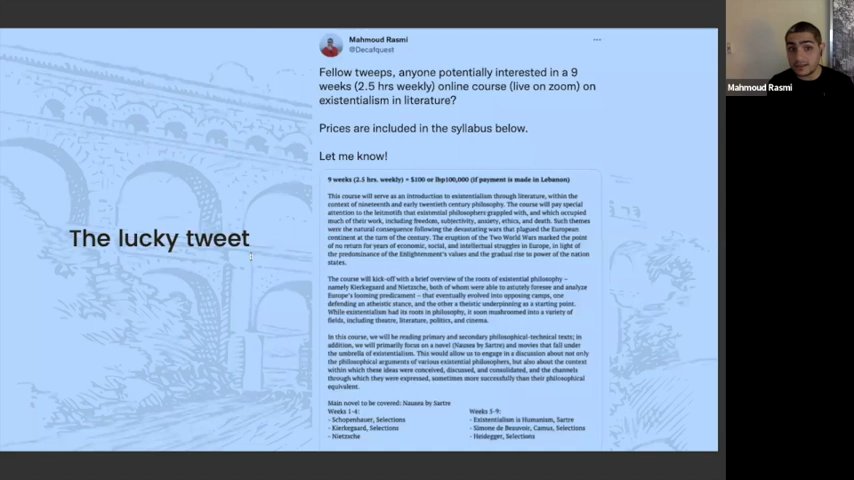 The lucky tweet
Mahmoud Rasmi
@Decafquest
Fellow tweeps, anyone potentially interested in a 9
weeks (2.5 hrs weekly) online course (live on zoom) on
existentialism in literature?
Prices are included in the syllabus below.
Let me know!
9 weeks (2.5 hrs. weekly) = $100 or lbp100,000 (if payment is made in Lebanon)
This course will serve as an introduction to existentialism through literature, within the
context of nineteenth and early twentieth century philosophy. The course will pay special
attention to the leitmotifs that existential philosophers grappled with, and which occupied
much of their work, including freedom, subjectivity, anxiety, ethics, and death. Such themes
were the natural consequence following the devastating wars that plagued the European
continent at the turn of the century. The eruption of the Two World Wars marked the point
of no return for years of economic, social, and intellectual struggles in Europe, in light of
the predominance of the Enlightenment's values and the gradual rise to power of the nation
states.
The course will kick-off with a brief overview of the roots of existential philosophy –
namely Kierkegaard and Nietzsche, both of whom were able to astutely foresee and analyze
Europe's looming predicament – that eventually evolved into opposing camps, one
defending an atheistic stance, and the other a theistic underpinning as a starting point.
While existentialism had its roots in philosophy, it soon mushroomed into a variety of
fields, including theatre, literature, politics, and cinema.
In this course, we will be reading primary and secondary philosophical-technical texts; in
addition, we will primarily focus on a novel (Nausea by Sartre) and movies that fall under
the umbrella of existentialism. This would allow us to engage in a discussion about not only
the philosophical arguments of various existential philosophers, but also about the context
within which these ideas were conceived, discussed, and consolidated, and the channels
through which they were expressed, sometimes more successfully than their philosophical
equivalent.
Main novel to be covered: Nausea by Sartre
Weeks 1-4:
- Schopenhauer, Selections
- Kierkegaard, Selections
- Nietzsche
Weeks 5-9:
- Existentialism is Humanism, Sartre
- Simone de Beauvoir, Camus, Selections
- Heidegger, Selections
Mahmoud Rasmi